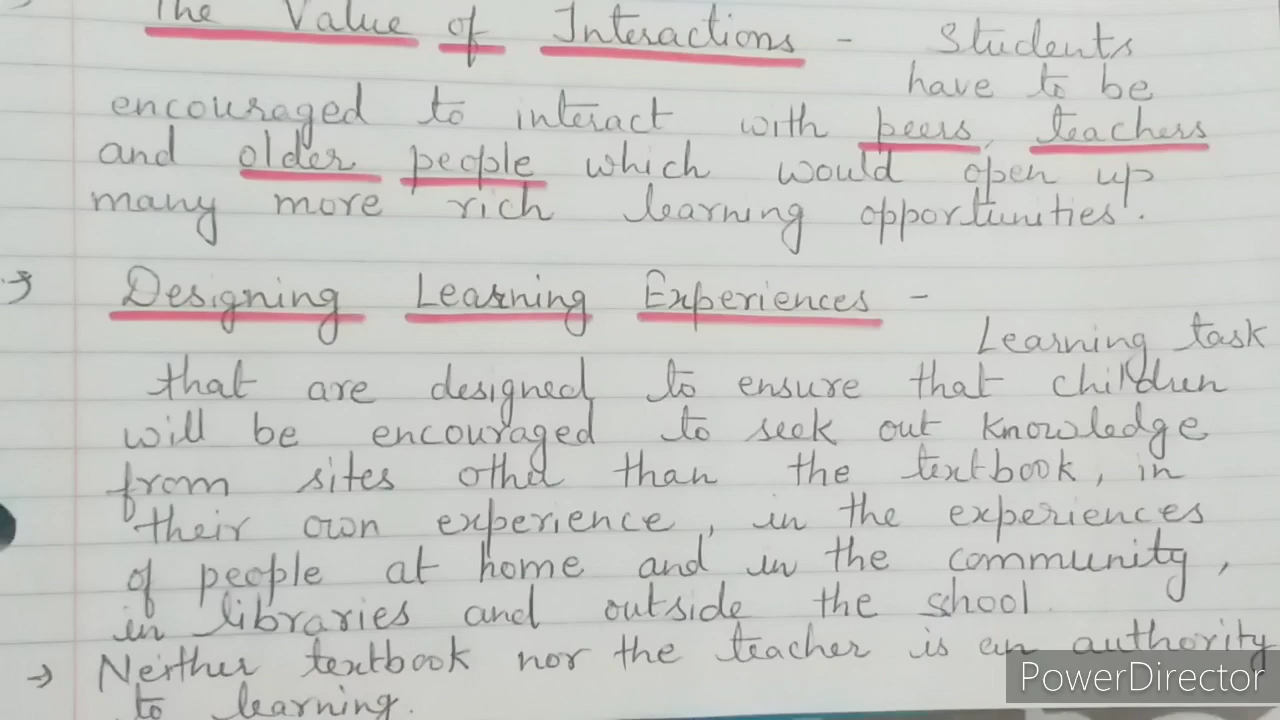 The Value of Interactions - Students
have to be
encouraged to interact with peers, teachers
and older people which would open up
many more rich learning opportunities.
→ Designing Learning Experiences -
Learning task
that are designed to ensure that children
will be encouraged to seek out knowledge
from sites other than the textbook, in
their own experience, in the experiences
of people at home and in the community,
in libraries and outside the school.
→ Neither textbook nor the teacher is an authority
to learning.
PowerDirector